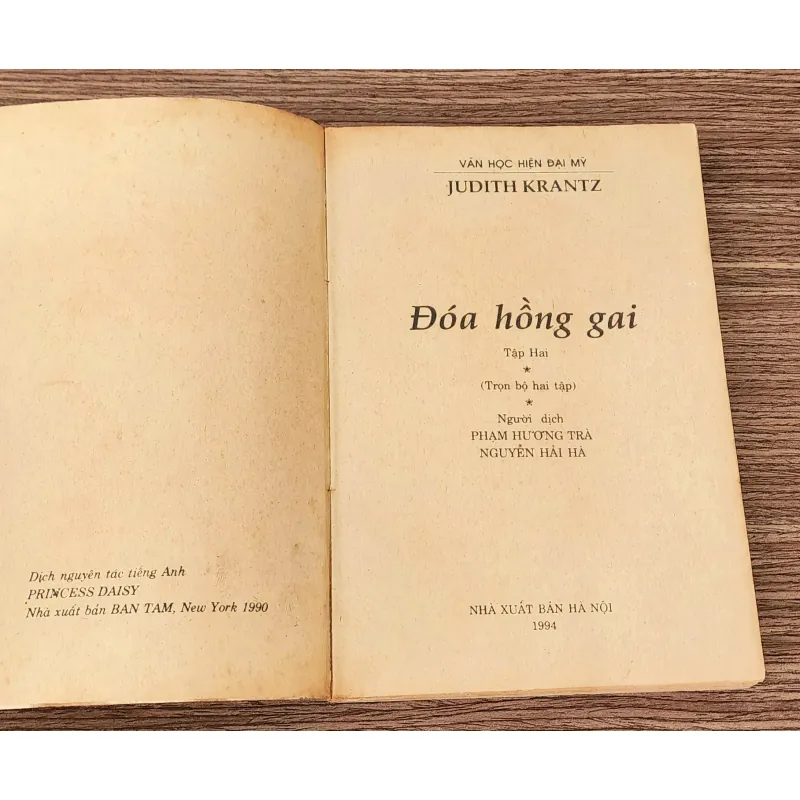 Dịch nguyên tác tiếng Anh
PRINCESS DAISY
Nhà xuất bản BAN TAM, New York 1990
VĂN HỌC HIỆN ĐẠI MỸ
JUDITH KRANTZ
Đóa hồng gai
Tập Hai
★
(Trọn bộ hai tập)
★
Người dịch
PHẠM HƯƠNG TRÀ
NGUYỄN HẢI HÀ
NHÀ XUẤT BẢN HÀ NỘI
1994